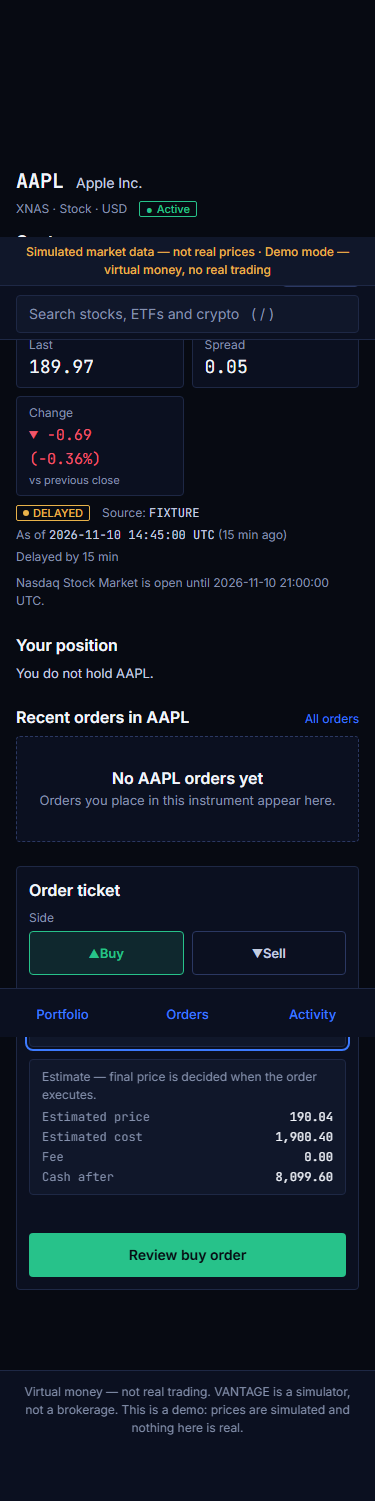 AAPL Apple Inc.
XNAS · Stock · USD Active
Simulated market data — not real prices · Demo mode —
virtual money, no real trading
Search stocks, ETFs and crypto (/)
Last
189.97
Spread
0.05
Change
▼ -0.69
(-0.36%)
vs previous close
DELAYED Source: FIXTURE
As of 2026-11-10 14:45:00 UTC (15 min ago)
Delayed by 15 min
Nasdaq Stock Market is open until 2026-11-10 21:00:00
UTC.
Your position
You do not hold AAPL.
Recent orders in AAPL All orders
No AAPL orders yet
Orders you place in this instrument appear here.
Order ticket
Side
▲Buy ▼Sell
Portfolio Orders Activity
Estimate — final price is decided when the order
executes.
Estimated price 190.04
Estimated cost 1,900.40
Fee 0.00
Cash after 8,099.60
Review buy order
Virtual money — not real trading. VANTAGE is a simulator,
not a brokerage. This is a demo: prices are simulated and
nothing here is real.